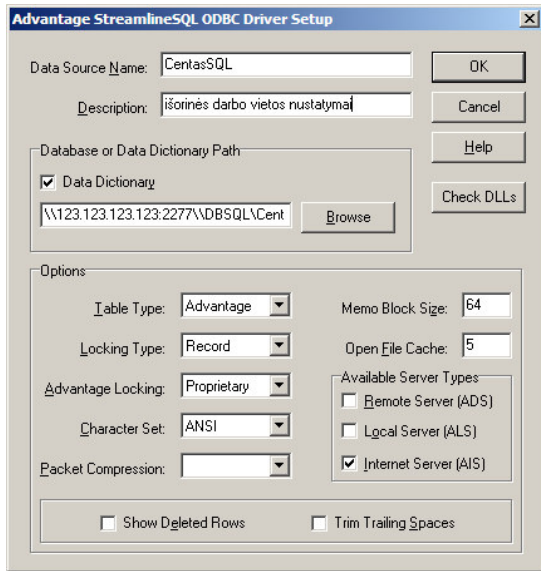 Advantage StreamlineSQL ODBC Driver Setup
Data Source Name: CentasSQL
OK
Description: išorinės darbo vietos nustatymai
Cancel
Database or Data Dictionary Path
Help
Data Dictionary
Check DLLs
\\123.123.123.123:2277\\DBSQL\Cent
Browse
Options
Table Type: Advantage
Memo Block Size: 64
Locking Type: Record
Open File Cache: 5
Advantage Locking: Proprietary
Available Server Types
Remote Server (ADS)
Character Set: ANSI
Local Server (ALS)
Packet Compression:
Internet Server (AIS)
Show Deleted Rows
Trim Trailing Spaces